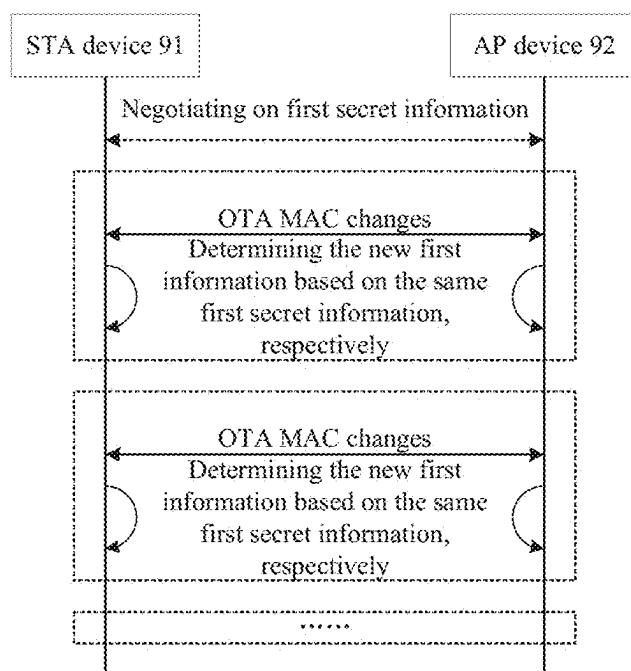 STA device 91
AP device 92
Negotiating on first secret information
OTA MAC changes
Determining the new first
information based on the same
first secret information,
respectively
OTA MAC changes
Determining the new first
information based on the same
first secret information,
respectively
······